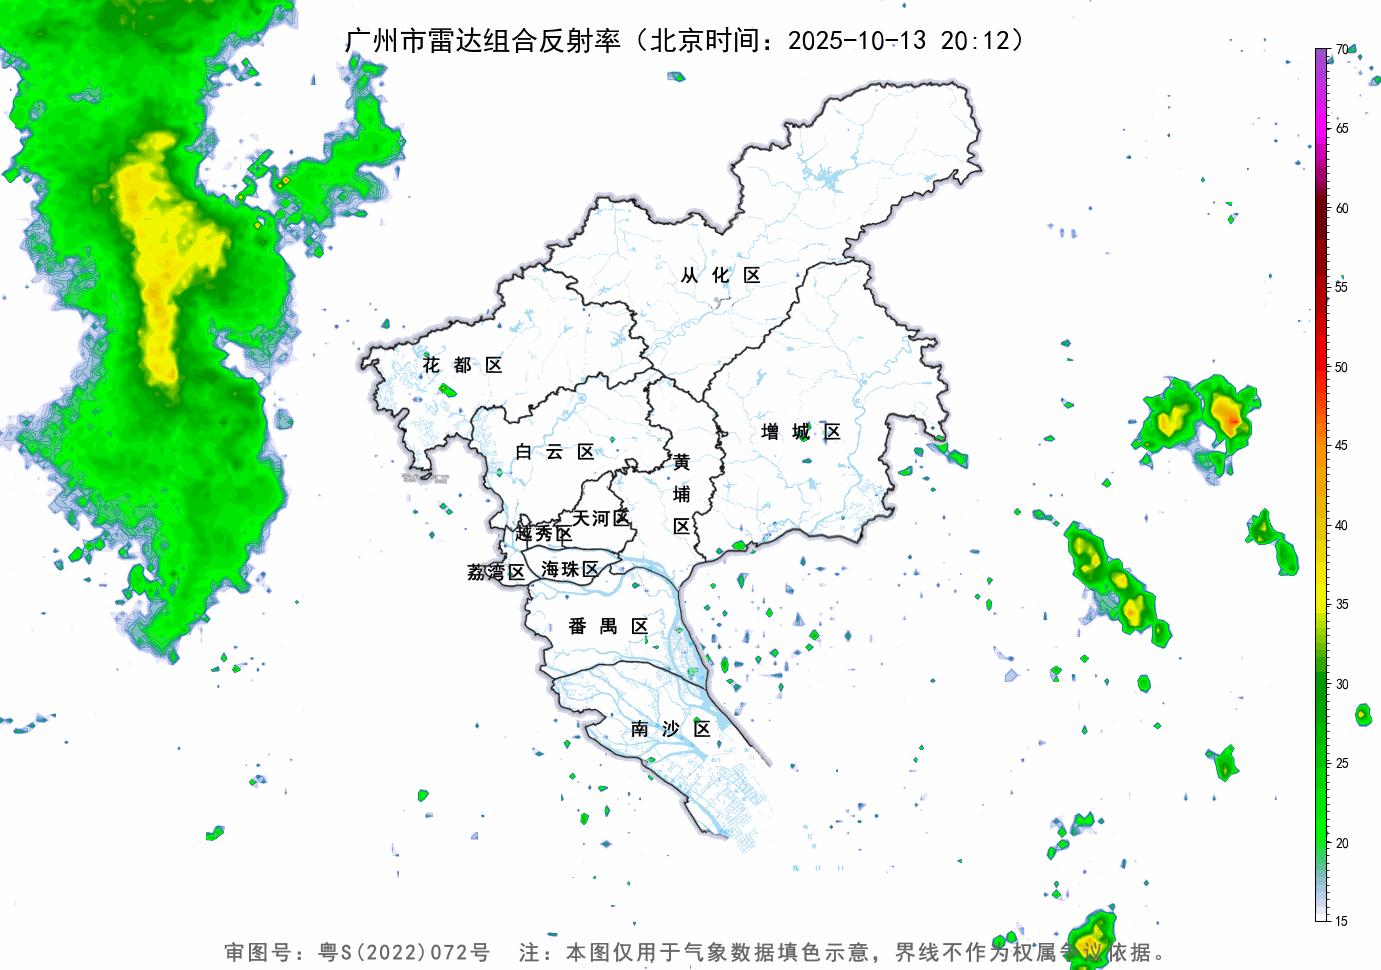 广州市雷达组合反射率（北京时间：2025-10-13 20:12）
70
65
60
55
50
45
40
35
30
25
20
15
从化区
花都区
增城区
白云区
黄埔区
天河区
越秀区
荔湾区
海珠区
番禺区
南沙区
审图号：粤S(2022)072号 注：本图仅用于气象数据填色示意，界线不作为权属争议依据。